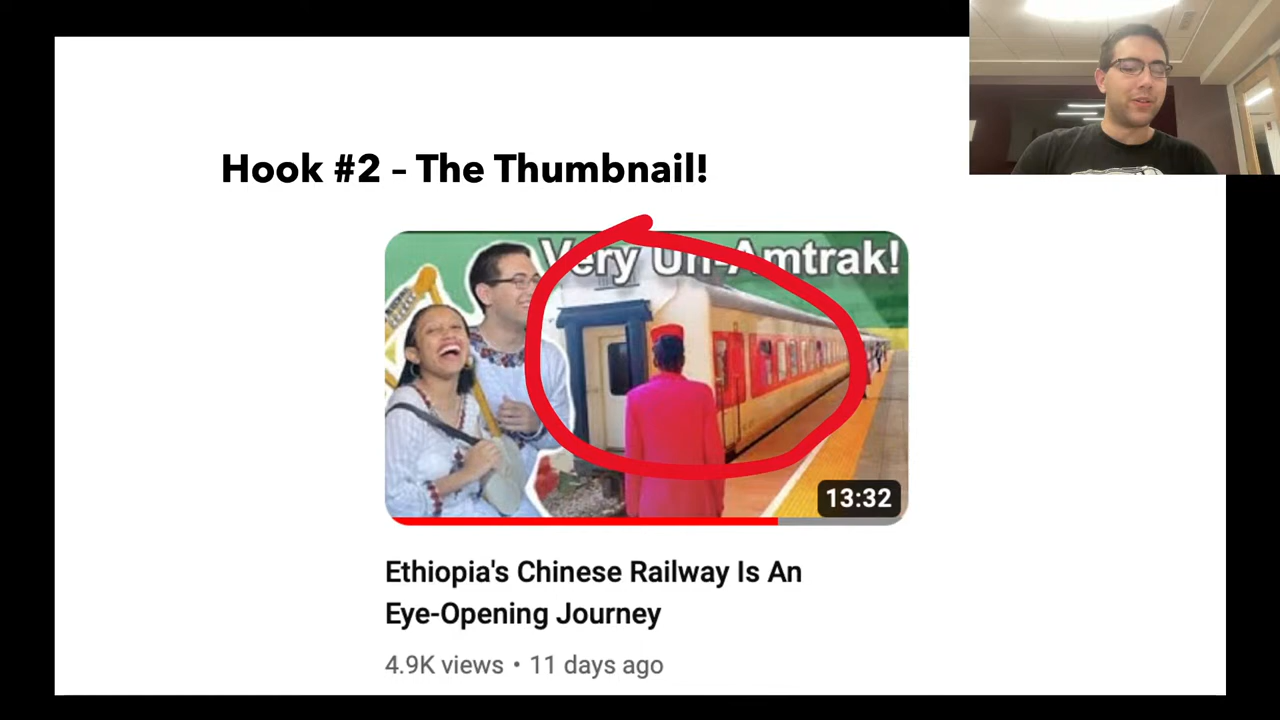 Hook #2 – The Thumbnail!
Very Un-Amtrak!
13:32
Ethiopia's Chinese Railway Is An
Eye-Opening Journey
4.9K views • 11 days ago